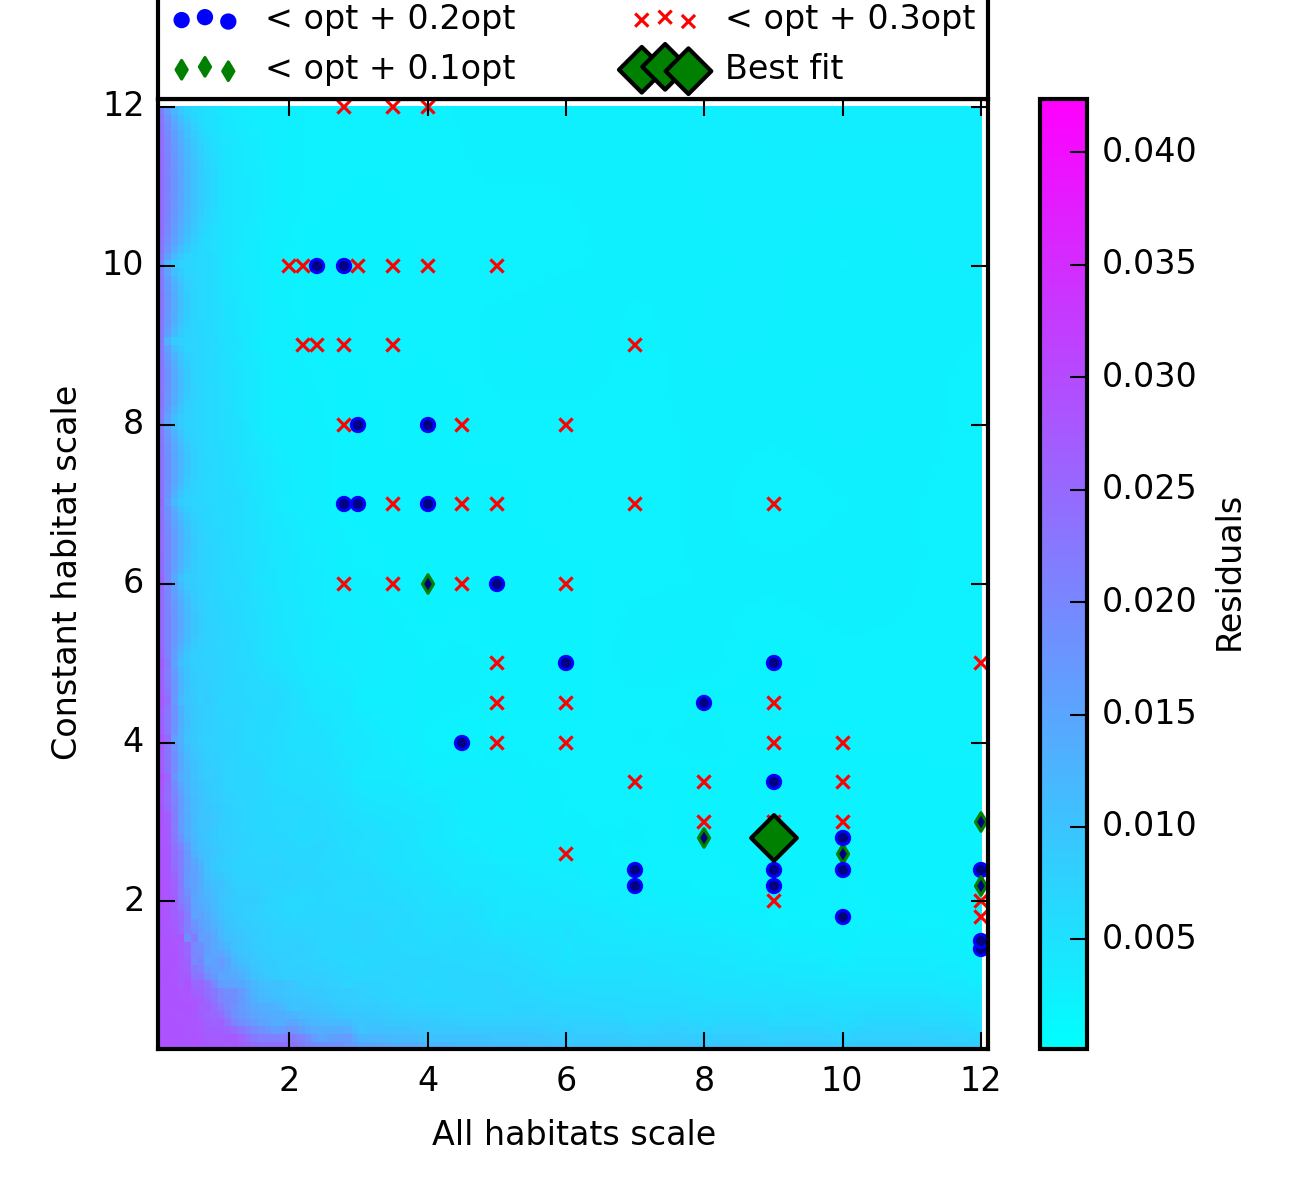 < opt + 0.2opt
< opt + 0.3opt
< opt + 0.1opt
Best fit
12
10
8
6
4
2
Constant habitat scale
2
4
6
8
10
12
All habitats scale
0.040
0.035
0.030
0.025
0.020
0.015
0.010
0.005
Residuals